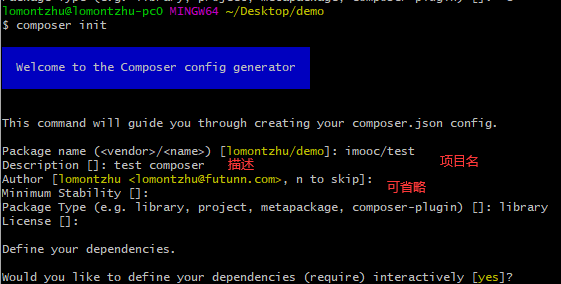 lomontzhu@lomontzhu-pc0 MINGW64 ~/Desktop/demo
$ composer init
Welcome to the Composer config generator
This command will guide you through creating your composer.json config.
Package name (<vendor>/<name>) [lomontzhu/demo]: imooc/test 项目名
Description []: test composer 描述
Author [lomontzhu <lomontzhu@futunn.com>, n to skip]: 可省略
Minimum Stability []:
Package Type (e.g. library, project, metapackage, composer-plugin) []: library
License []:
Define your dependencies.
Would you like to define your dependencies (require) interactively [yes]?